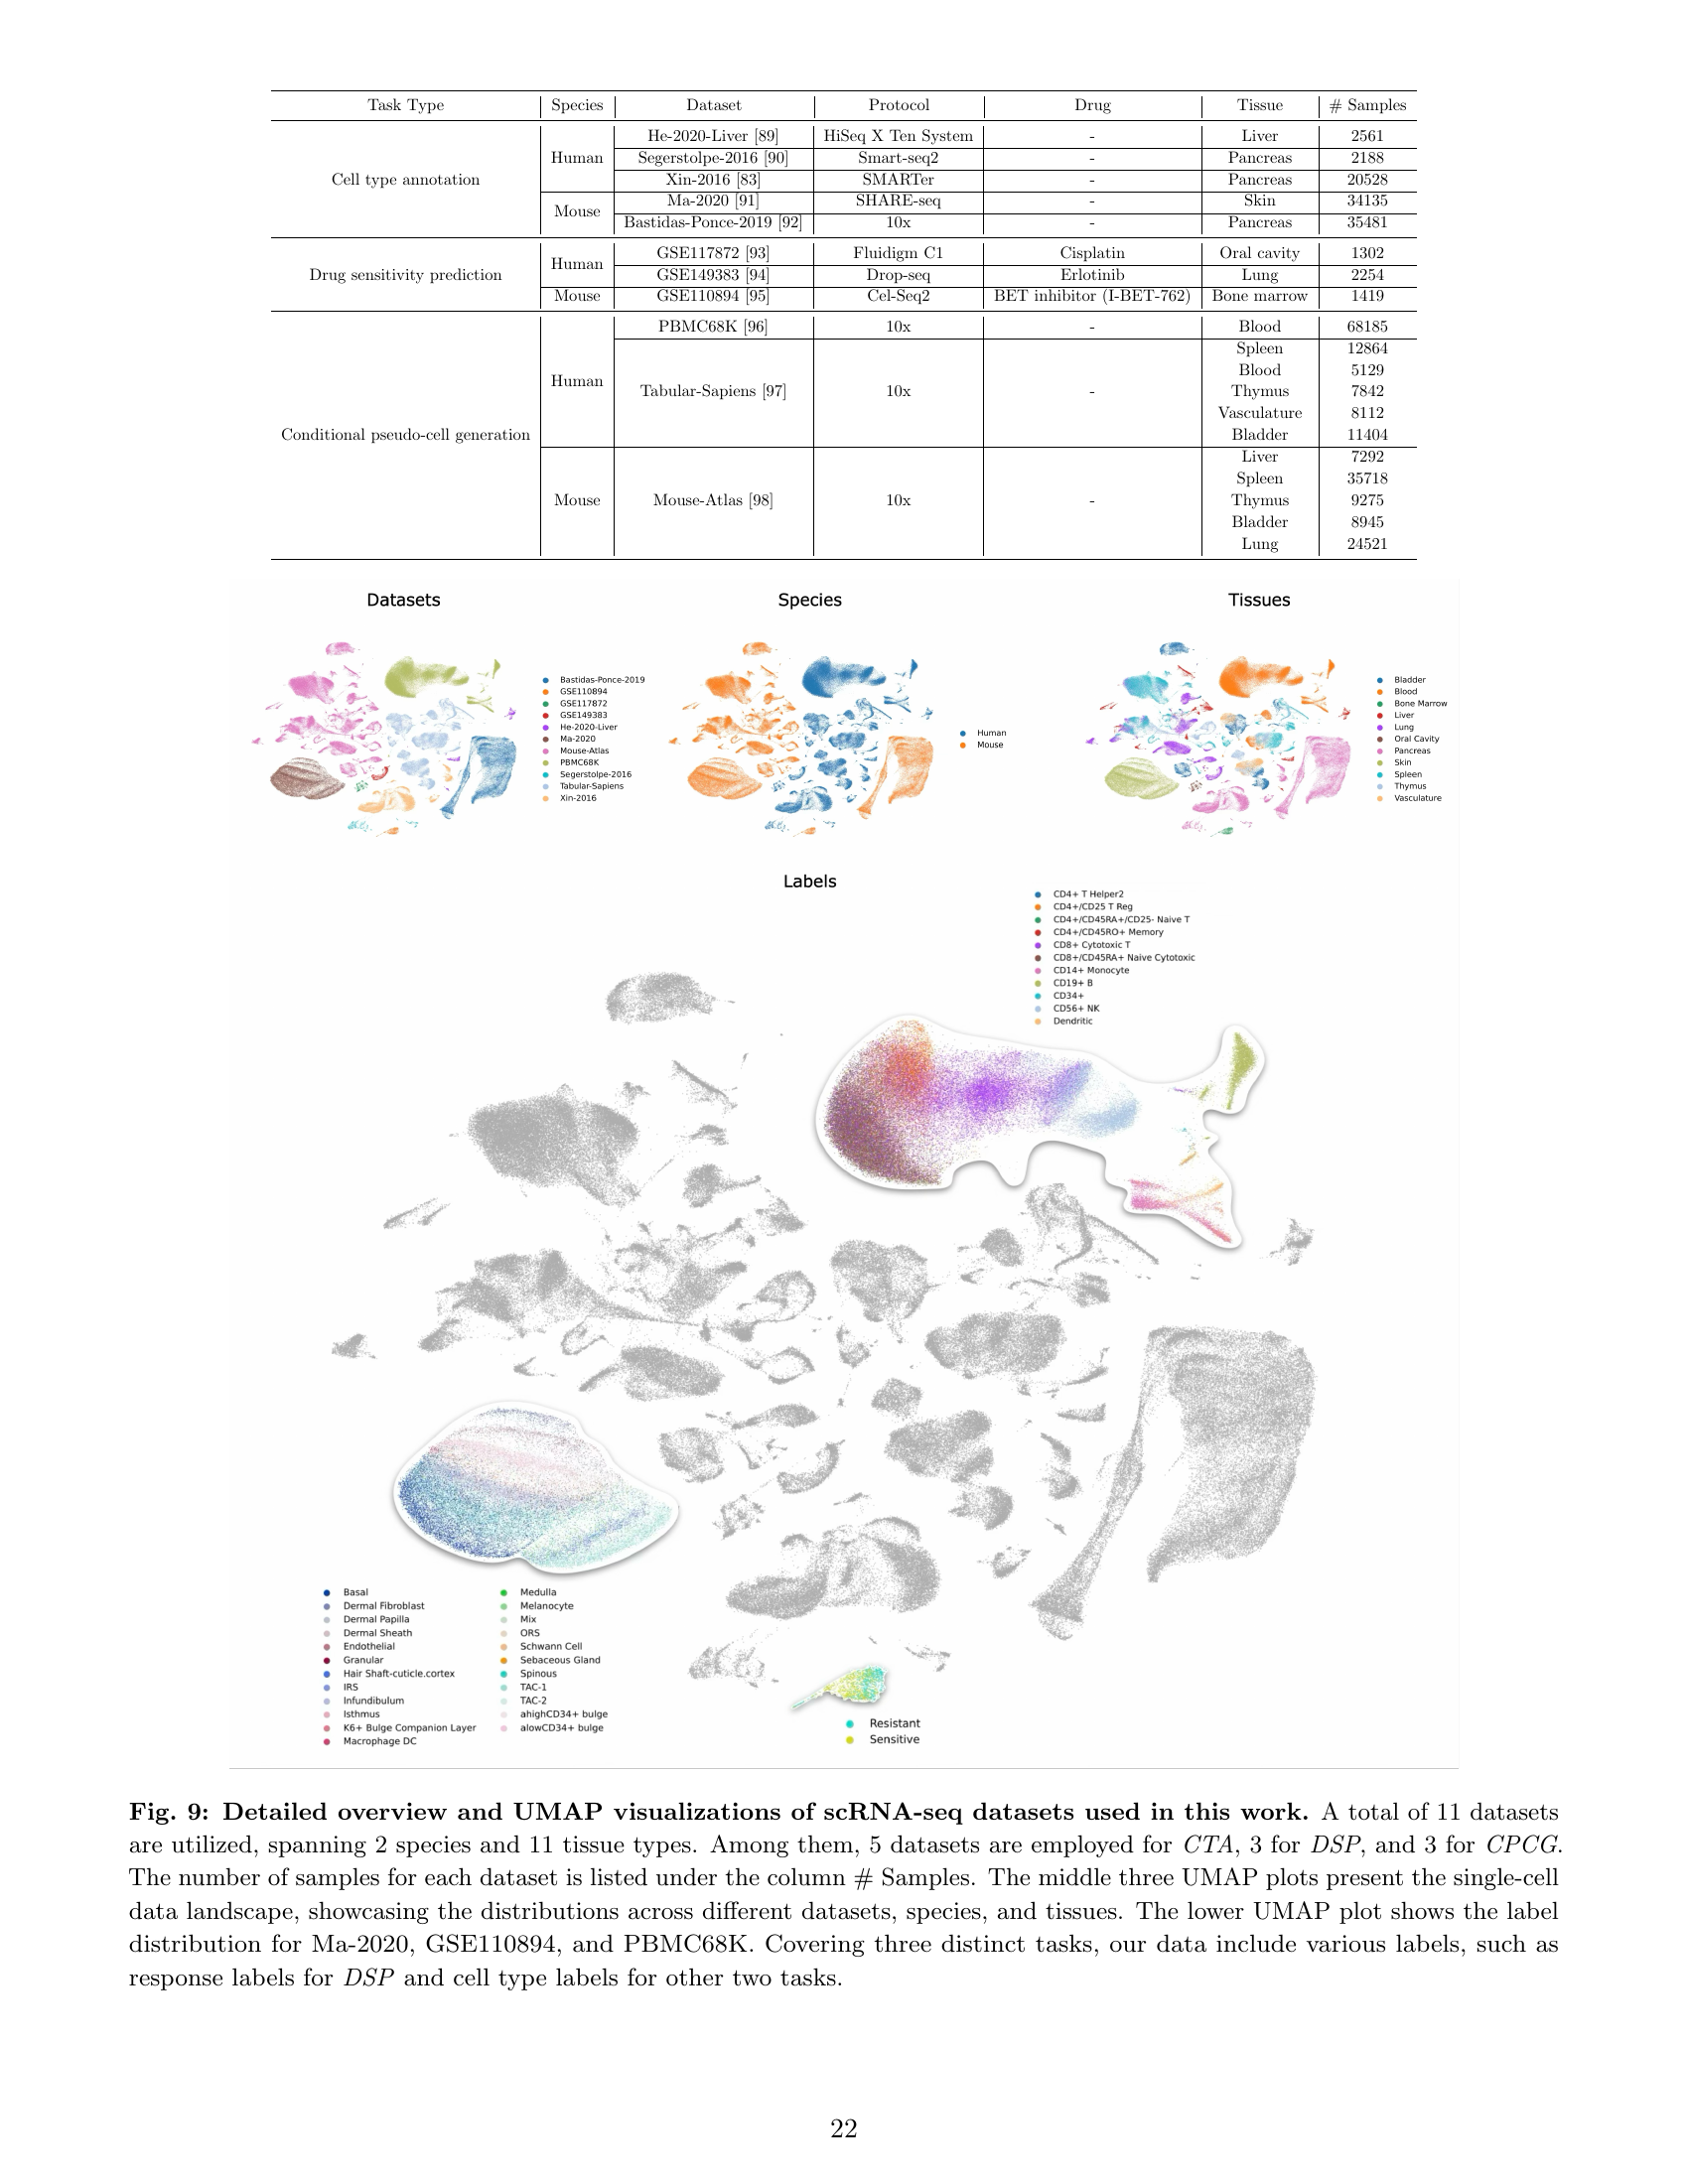 Task Type Species Dataset Protocol Drug Tissue # Samples
Cell type annotation Human He-2020-Liver [89] HiSeq X Ten System - Liver 2561
Segerstolpe-2016 [90] Smart-seq2 - Pancreas 2188
Xin-2016 [83] SMARTer - Pancreas 20528
Mouse Ma-2020 [91] SHARE-seq - Skin 34135
Bastidas-Ponce-2019 [92] 10x - Pancreas 35481
Drug sensitivity prediction Human GSE117872 [93] Fluidigm C1 Cisplatin Oral cavity 1302
GSE149383 [94] Drop-seq Erlotinib Lung 2254
Mouse GSE110894 [95] Cel-Seq2 BET inhibitor (I-BET-762) Bone marrow 1419
Conditional pseudo-cell generation Human PBMC68K [96] 10x - Blood 68185
Tabular-Sapiens [97] 10x - Spleen 12864
Blood 5129
Thymus 7842
Vasculature 8112
Bladder 11404
Mouse Mouse-Atlas [98] 10x - Liver 7292
Spleen 35718
Thymus 9275
Bladder 8945
Lung 24521
Datasets
Bastidas-Ponce-2019
GSE110894
GSE117872
GSE149383
He-2020-Liver
Ma-2020
Mouse-Atlas
PBMC68K
Segerstolpe-2016
Tabular-Sapiens
Xin-2016
Species
Human
Mouse
Tissues
Bladder
Blood
Bone Marrow
Liver
Lung
Oral Cavity
Pancreas
Skin
Spleen
Thymus
Vasculature
Labels
CD4+ T Helper2
CD4+/CD25 T Reg
CD4+/CD45RA+/CD25- Naive T
CD4+/CD45RO+ Memory
CD8+ Cytotoxic T
CD8+/CD45RA+ Naive Cytotoxic
CD14+ Monocyte
CD19+ B
CD34+
CD56+ NK
Dendritic
Basal
Dermal Fibroblast
Dermal Papilla
Dermal Sheath
Endothelial
Granular
Hair Shaft-cuticle.cortex
IRS
Infundibulum
Isthmus
K6+ Bulge Companion Layer
Macrophage DC
Medulla
Melanocyte
Mix
ORS
Schwann Cell
Sebaceous Gland
Spinous
TAC-1
TAC-2
ahighCD34+ bulge
alowCD34+ bulge
Resistant
Sensitive
Fig. 9: Detailed overview and UMAP visualizations of scRNA-seq datasets used in this work. A total of 11 datasets
are utilized, spanning 2 species and 11 tissue types. Among them, 5 datasets are employed for CTA, 3 for DSP, and 3 for CPCG.
The number of samples for each dataset is listed under the column # Samples. The middle three UMAP plots present the single-cell
data landscape, showcasing the distributions across different datasets, species, and tissues. The lower UMAP plot shows the label
distribution for Ma-2020, GSE110894, and PBMC68K. Covering three distinct tasks, our data include various labels, such as
response labels for DSP and cell type labels for other two tasks.
22